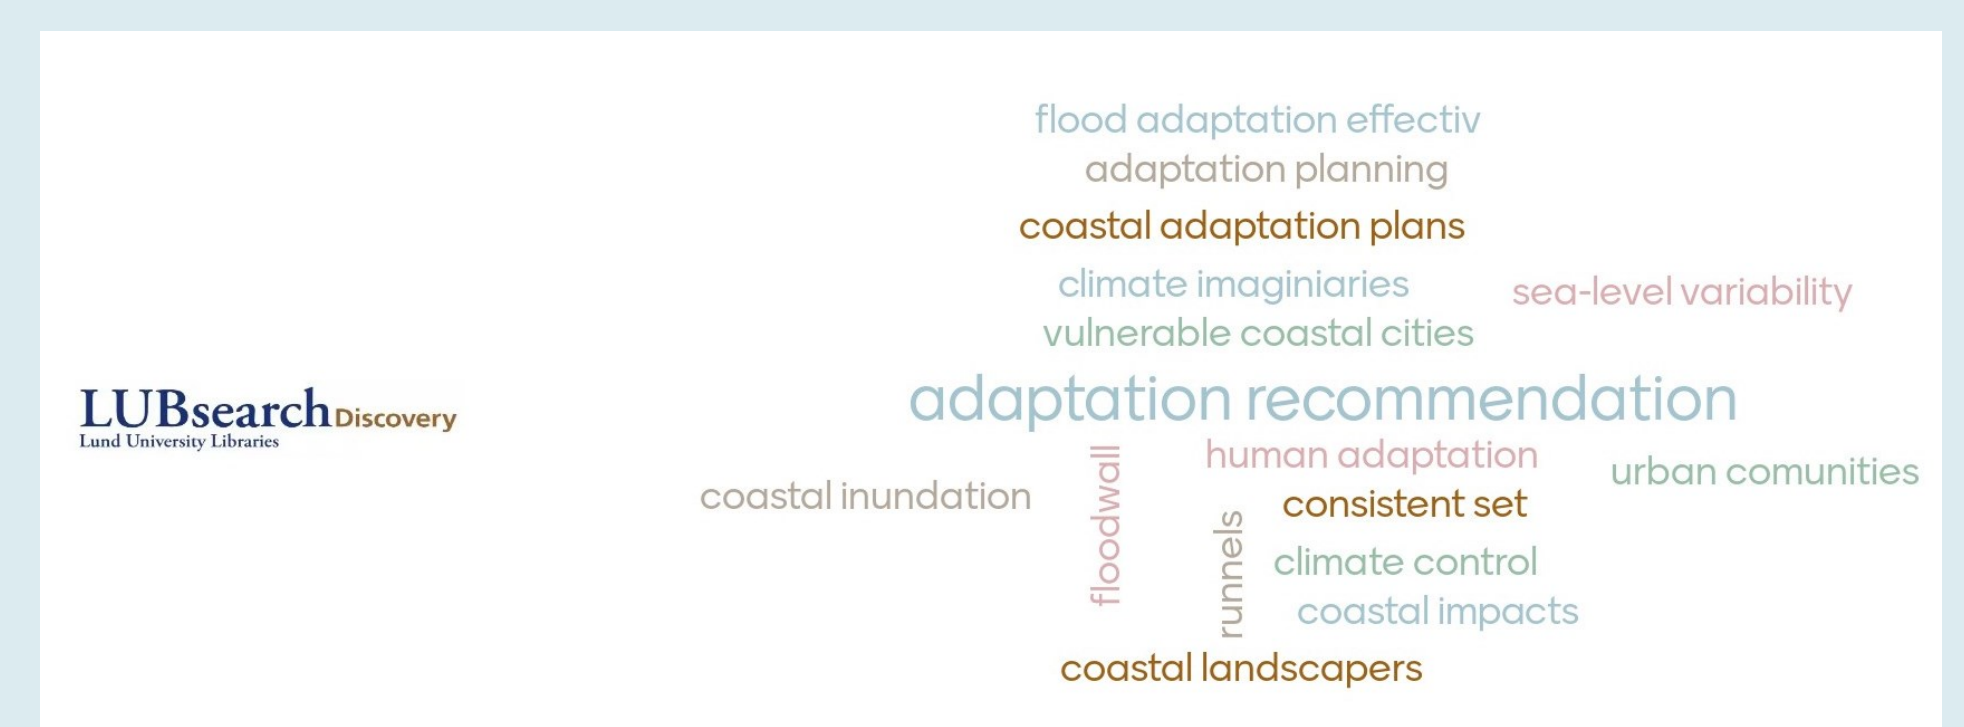 flood adaptation effectiv
adaptation planning
coastal adaptation plans
climate imaginiaries
sea-level variability
vulnerable coastal cities
adaptation recommendation
LUBsearch Discovery
Lund University Libraries
human adaptation
urban comunities
coastal inundation
floodwall
consistent set
runnels
climate control
coastal impacts
coastal landscapers